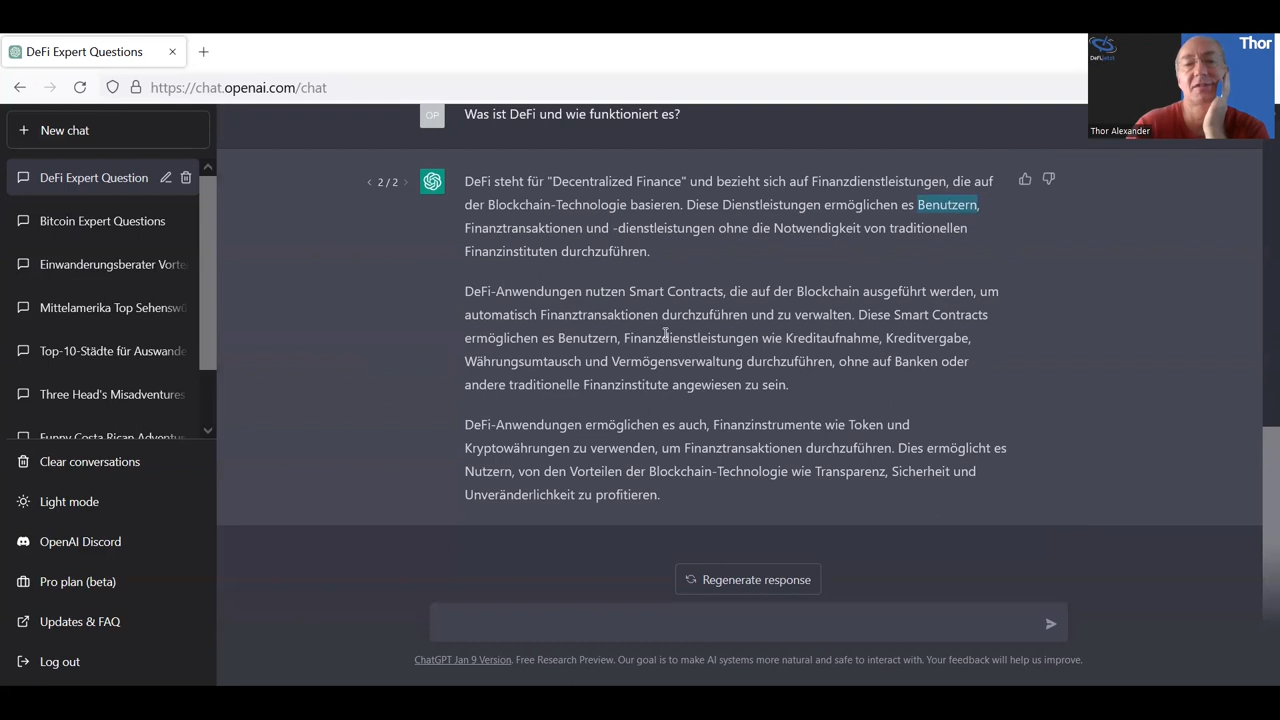 DeFi Expert Questions
https://chat.openai.com/chat
Thor
DeFi
Thor Alexander
New chat
DeFi Expert Question
Bitcoin Expert Questions
Einwanderungsberater Vorte
Mittelamerika Top Sehenswü
Top-10-Städte für Auswande
Three Head's Misadventures
Funny Costa Rican Adventur
Clear conversations
Light mode
OpenAI Discord
Pro plan (beta)
Updates & FAQ
Log out
OP
Was ist DeFi und wie funktioniert es?
2 / 2
DeFi steht für "Decentralized Finance" und bezieht sich auf Finanzdienstleistungen, die auf
der Blockchain-Technologie basieren. Diese Dienstleistungen ermöglichen es Benutzern,
Finanztransaktionen und -dienstleistungen ohne die Notwendigkeit von traditionellen
Finanzinstituten durchzuführen.
DeFi-Anwendungen nutzen Smart Contracts, die auf der Blockchain ausgeführt werden, um
automatisch Finanztransaktionen durchzuführen und zu verwalten. Diese Smart Contracts
ermöglichen es Benutzern, Finanzdienstleistungen wie Kreditaufnahme, Kreditvergabe,
Währungsumtausch und Vermögensverwaltung durchzuführen, ohne auf Banken oder
andere traditionelle Finanzinstitute angewiesen zu sein.
DeFi-Anwendungen ermöglichen es auch, Finanzinstrumente wie Token und
Kryptowährungen zu verwenden, um Finanztransaktionen durchzuführen. Dies ermöglicht es
Nutzern, von den Vorteilen der Blockchain-Technologie wie Transparenz, Sicherheit und
Unveränderlichkeit zu profitieren.
Regenerate response
ChatGPT Jan 9 Version. Free Research Preview. Our goal is to make AI systems more natural and safe to interact with. Your feedback will help us improve.